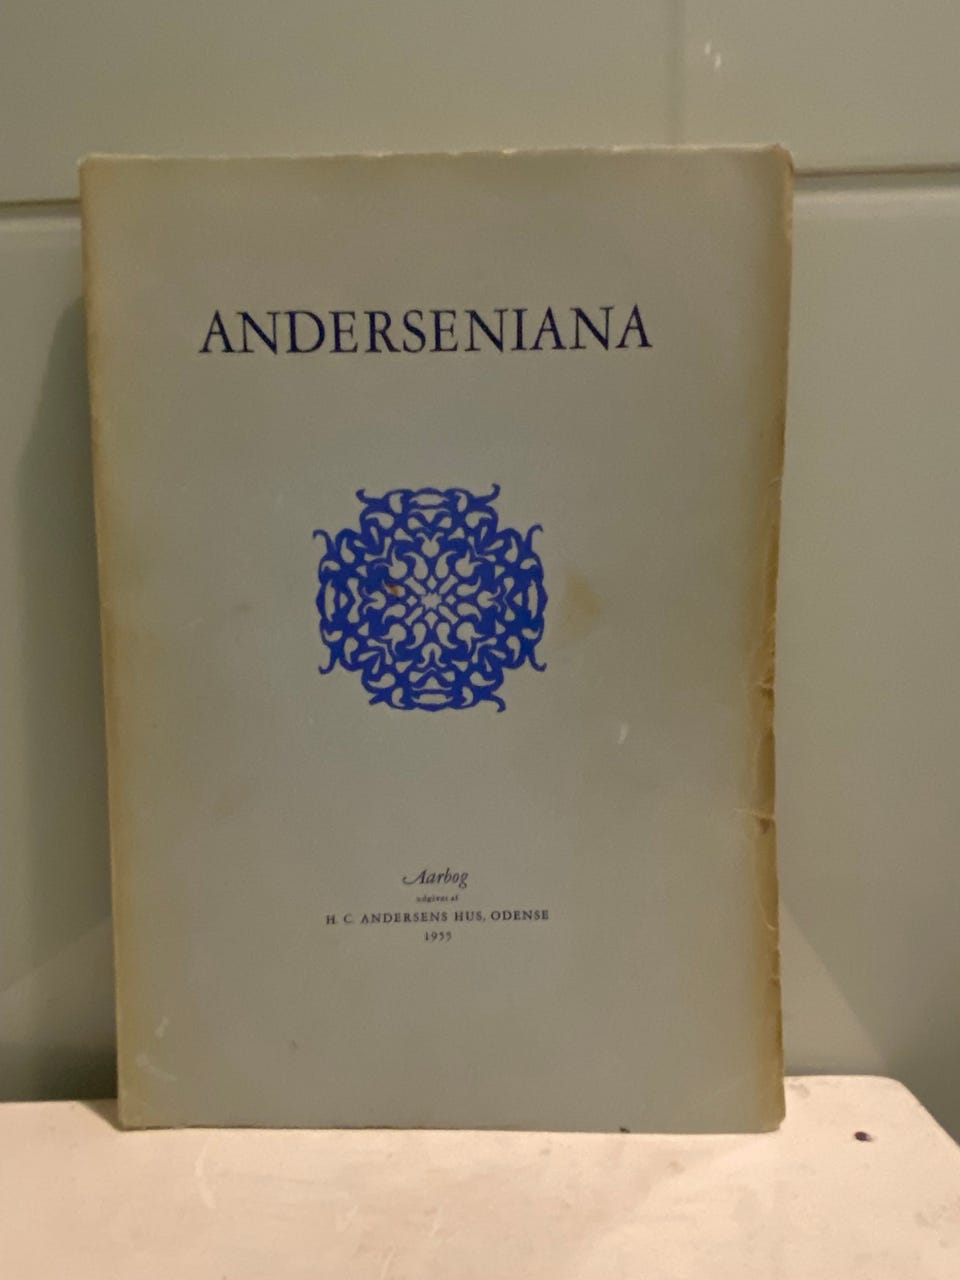 ANDERSENIANA
Aarbog
udgivet af
H. C. ANDERSENS HUS, ODENSE
1955